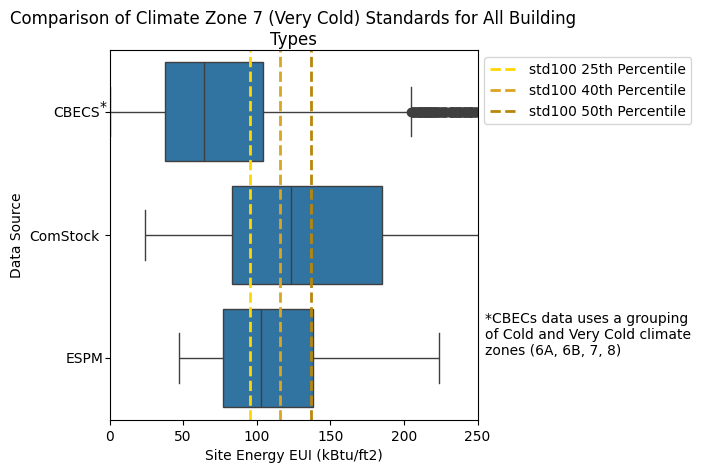 Comparison of Climate Zone 7 (Very Cold) Standards for All Building
Types
std100 25th Percentile
std100 40th Percentile
std100 50th Percentile
CBECS*
ComStock
ESPM
Data Source
*CBECs data uses a grouping
of Cold and Very Cold climate
zones (6A, 6B, 7, 8)
0 50 100 150 200 250
Site Energy EUI (kBtu/ft2)